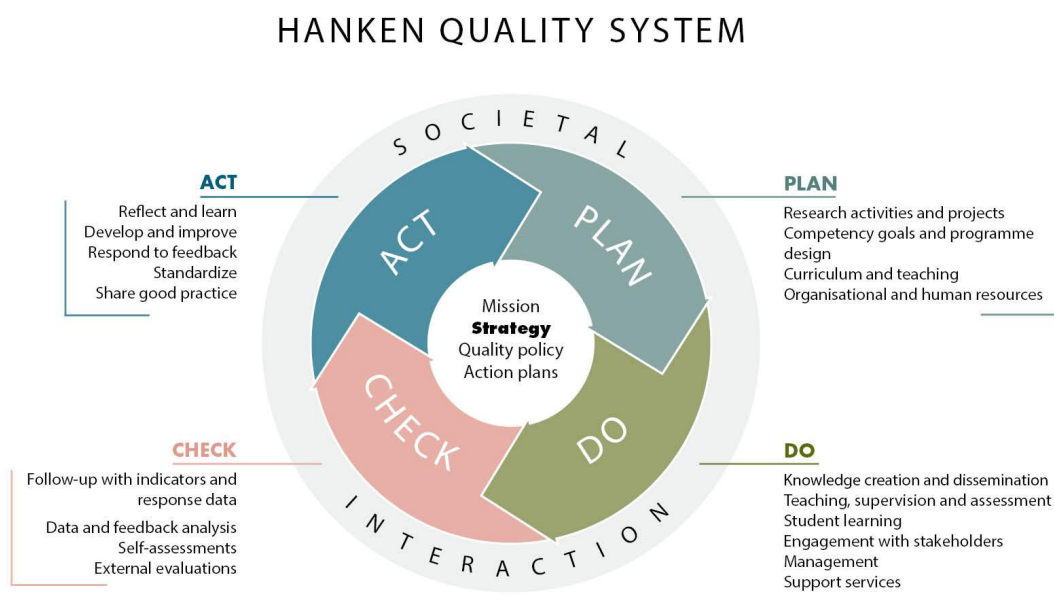 HANKEN QUALITY SYSTEM
SOCIETAL
ACT
Reflect and learn
Develop and improve
Respond to feedback
Standardize
Share good practice
PLAN
Research activities and projects
Competency goals and programme
design
Curriculum and teaching
Organisational and human resources
ACT
PLAN
Mission
Strategy
Quality policy
Action plans
CHECK
DO
CHECK
Follow-up with indicators and
response data
Data and feedback analysis
Self-assessments
External evaluations
DO
Knowledge creation and dissemination
Teaching, supervision and assessment
Student learning
Engagement with stakeholders
Management
Support services
INTERACTION